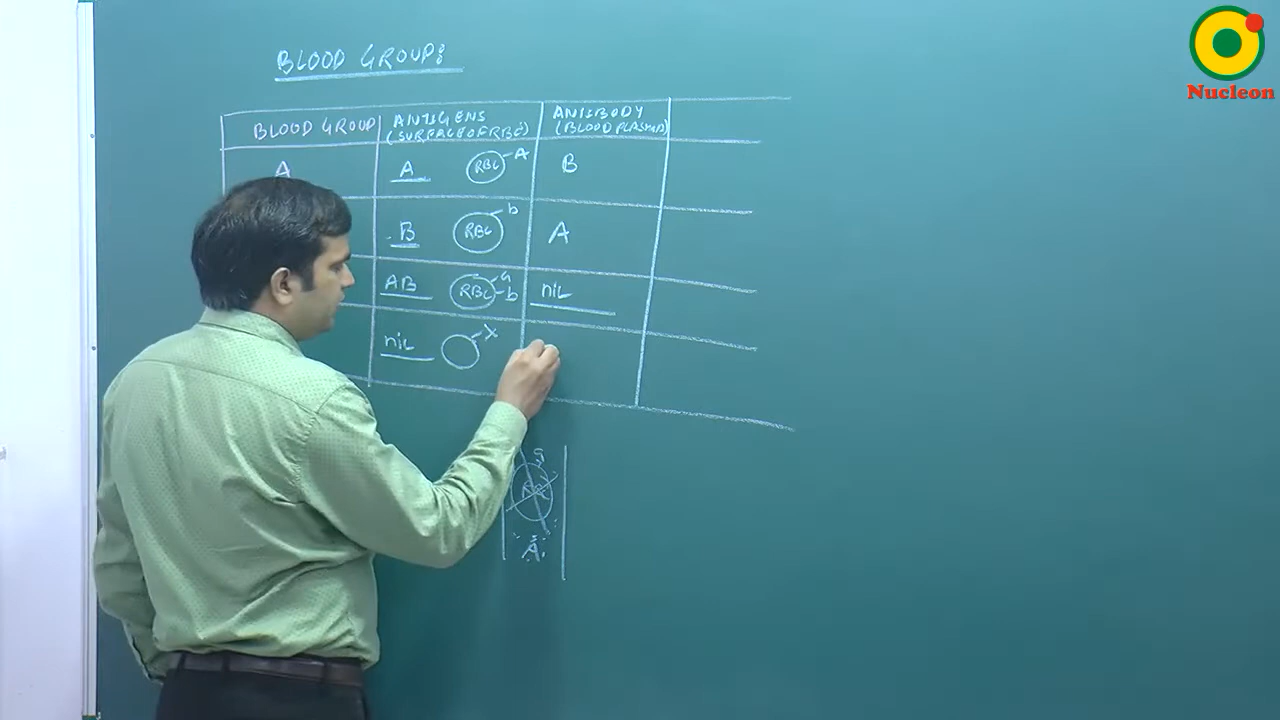 Nucleon
BLOOD GROUP:
BLOOD GROUP
ANTIGENS
(SURFACE OF RBC)
ANTIBODY
(BLOOD PLASMA)
A
A
RBC
A
B
B
RBC
b
A
AB
RBC
a
b
nil
nil
X
a
A